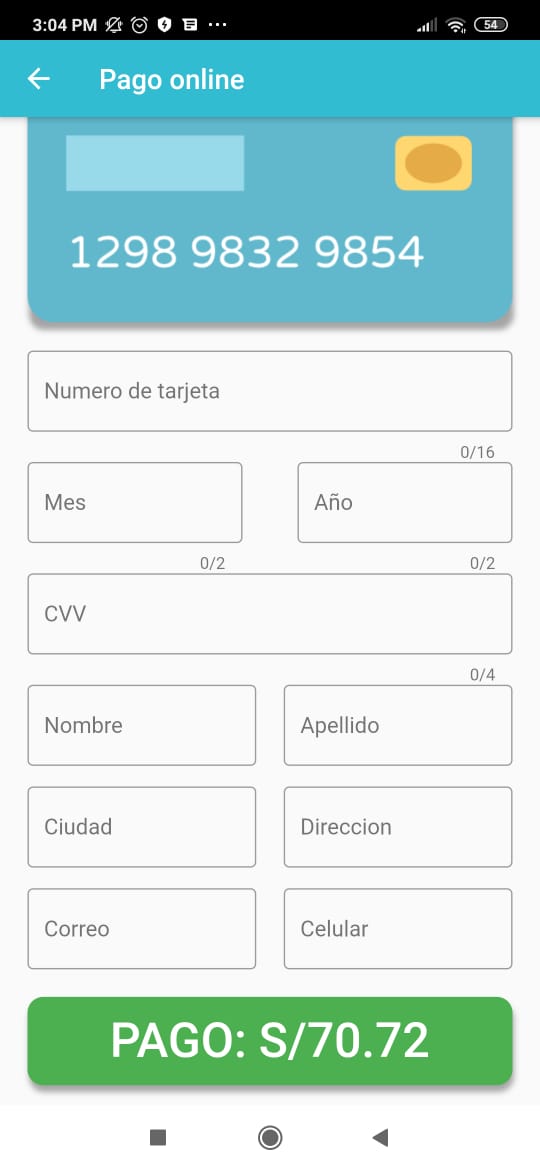 3:04 PM 54
Pago online
1298 9832 9854
Numero de tarjeta
0/16
Mes Año
0/2 0/2
CVV
0/4
Nombre Apellido
Ciudad Direccion
Correo Celular
PAGO: S/70.72